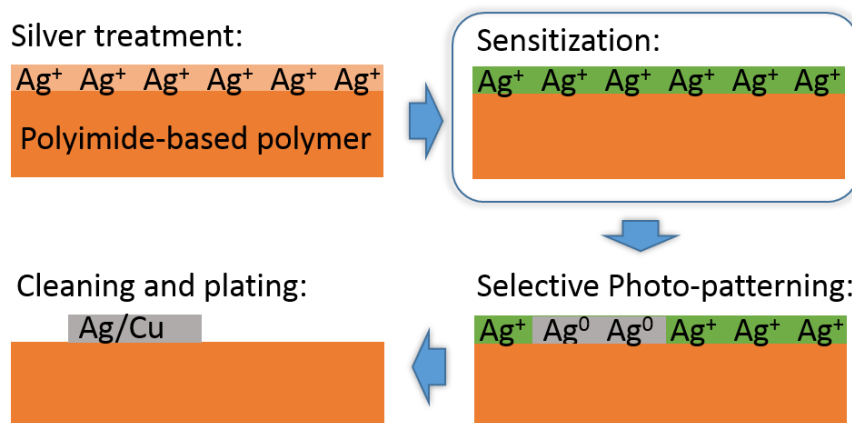 Silver treatment:
Ag⁺ Ag⁺ Ag⁺ Ag⁺ Ag⁺ Ag⁺
Polyimide-based polymer
Sensitization:
Ag⁺ Ag⁺ Ag⁺ Ag⁺ Ag⁺ Ag⁺
Selective Photo-patterning:
Ag⁺ Ag⁰ Ag⁰ Ag⁺ Ag⁺ Ag⁺
Cleaning and plating:
Ag/Cu